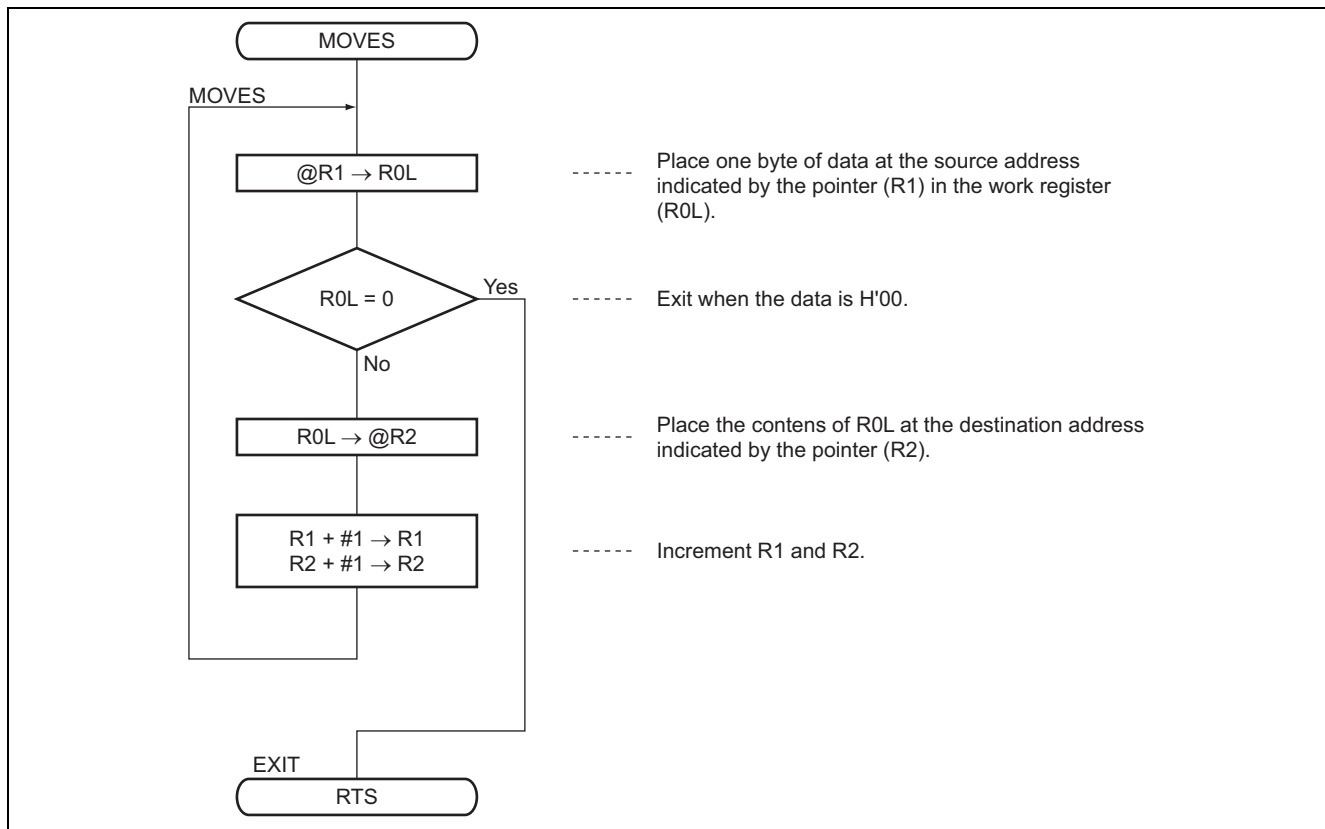 MOVES
MOVES
@R1 → R0L
Place one byte of data at the source address
indicated by the pointer (R1) in the work register
(R0L).
R0L = 0
Yes
Exit when the data is H'00.
No
R0L → @R2
Place the contens of R0L at the destination address
indicated by the pointer (R2).
R1 + #1 → R1
R2 + #1 → R2
Increment R1 and R2.
EXIT
RTS